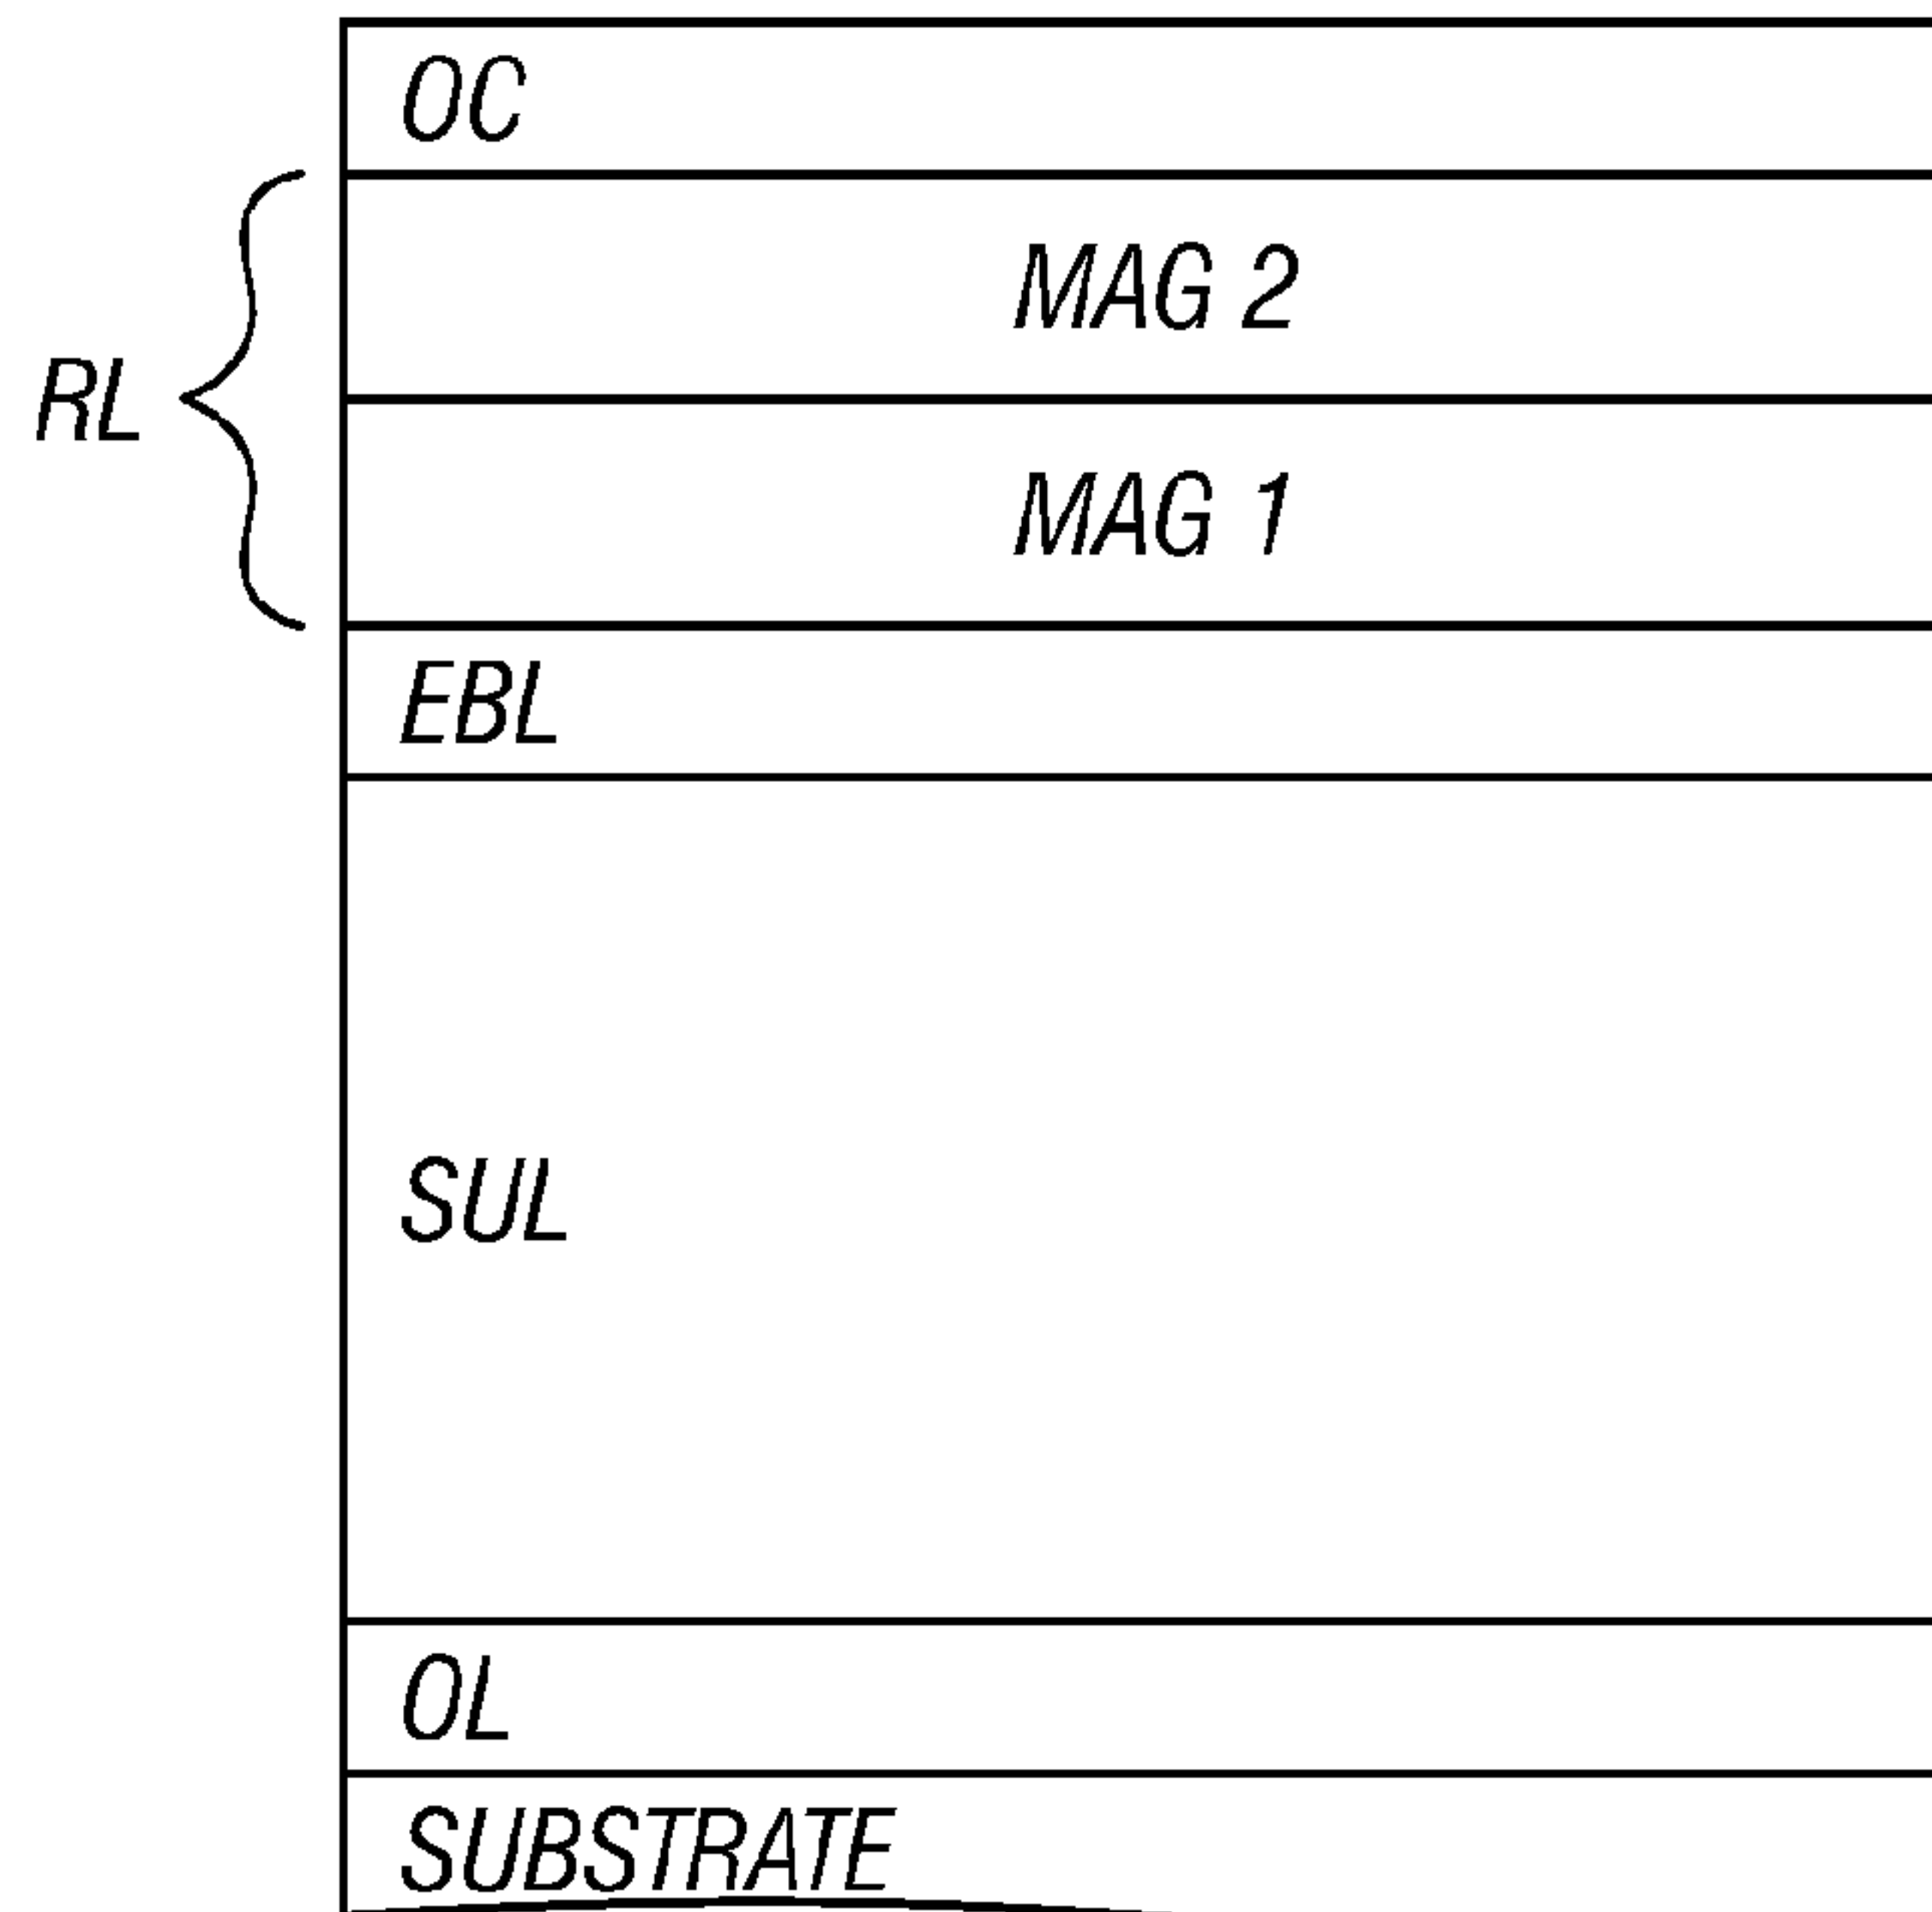 OC
MAG 2
RL
MAG 1
EBL
SUL
OL
SUBSTRATE